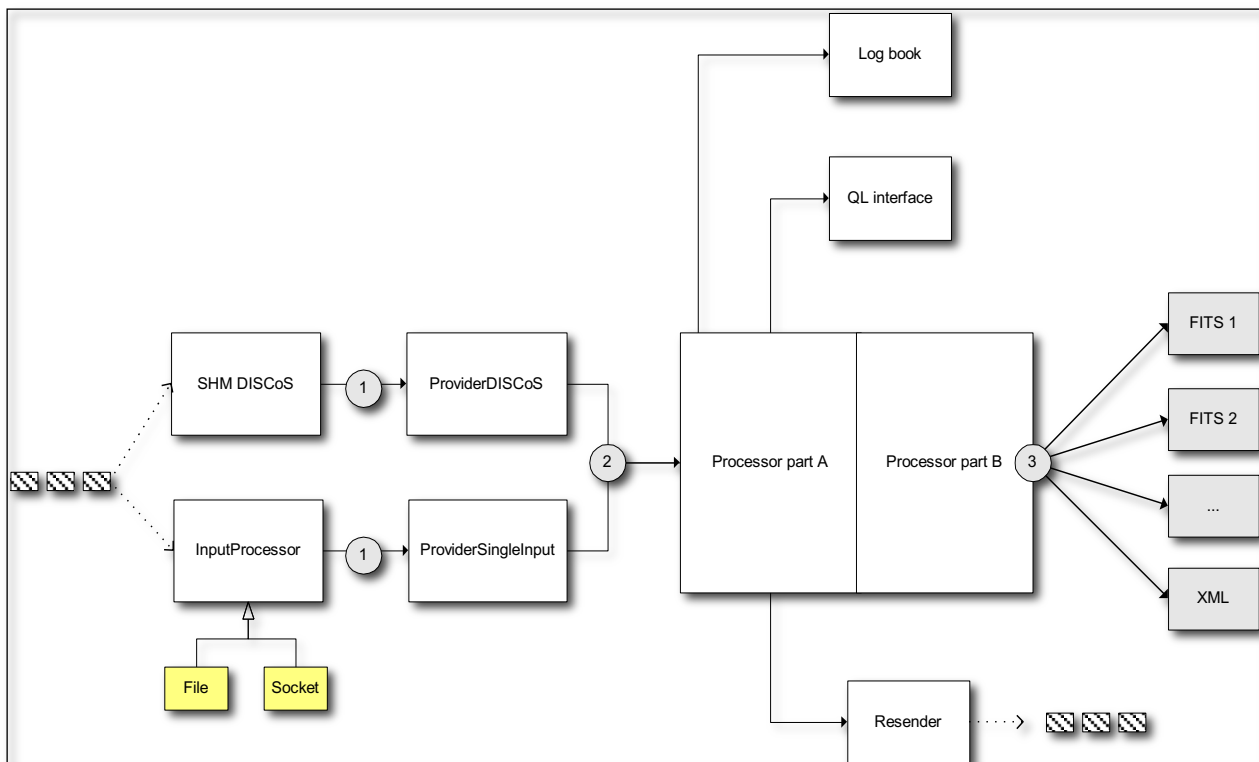 Log book
QL interface
FITS 1
SHM DISCoS
1
ProviderDISCoS
FITS 2
2
Processor part A
Processor part B
3
...
InputProcessor
1
ProviderSingleInput
XML
File
Socket
Resender